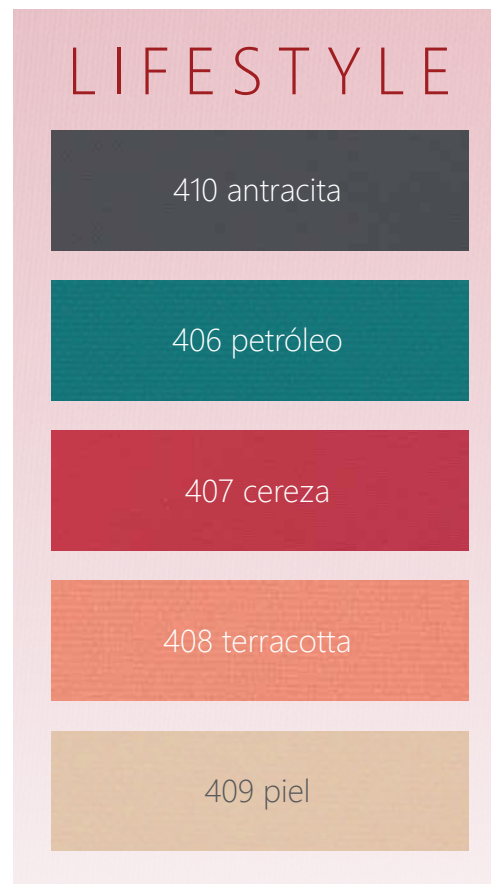 LIFESTYLE
410 antracita
406 petróleo
407 cereza
408 terracotta
409 piel